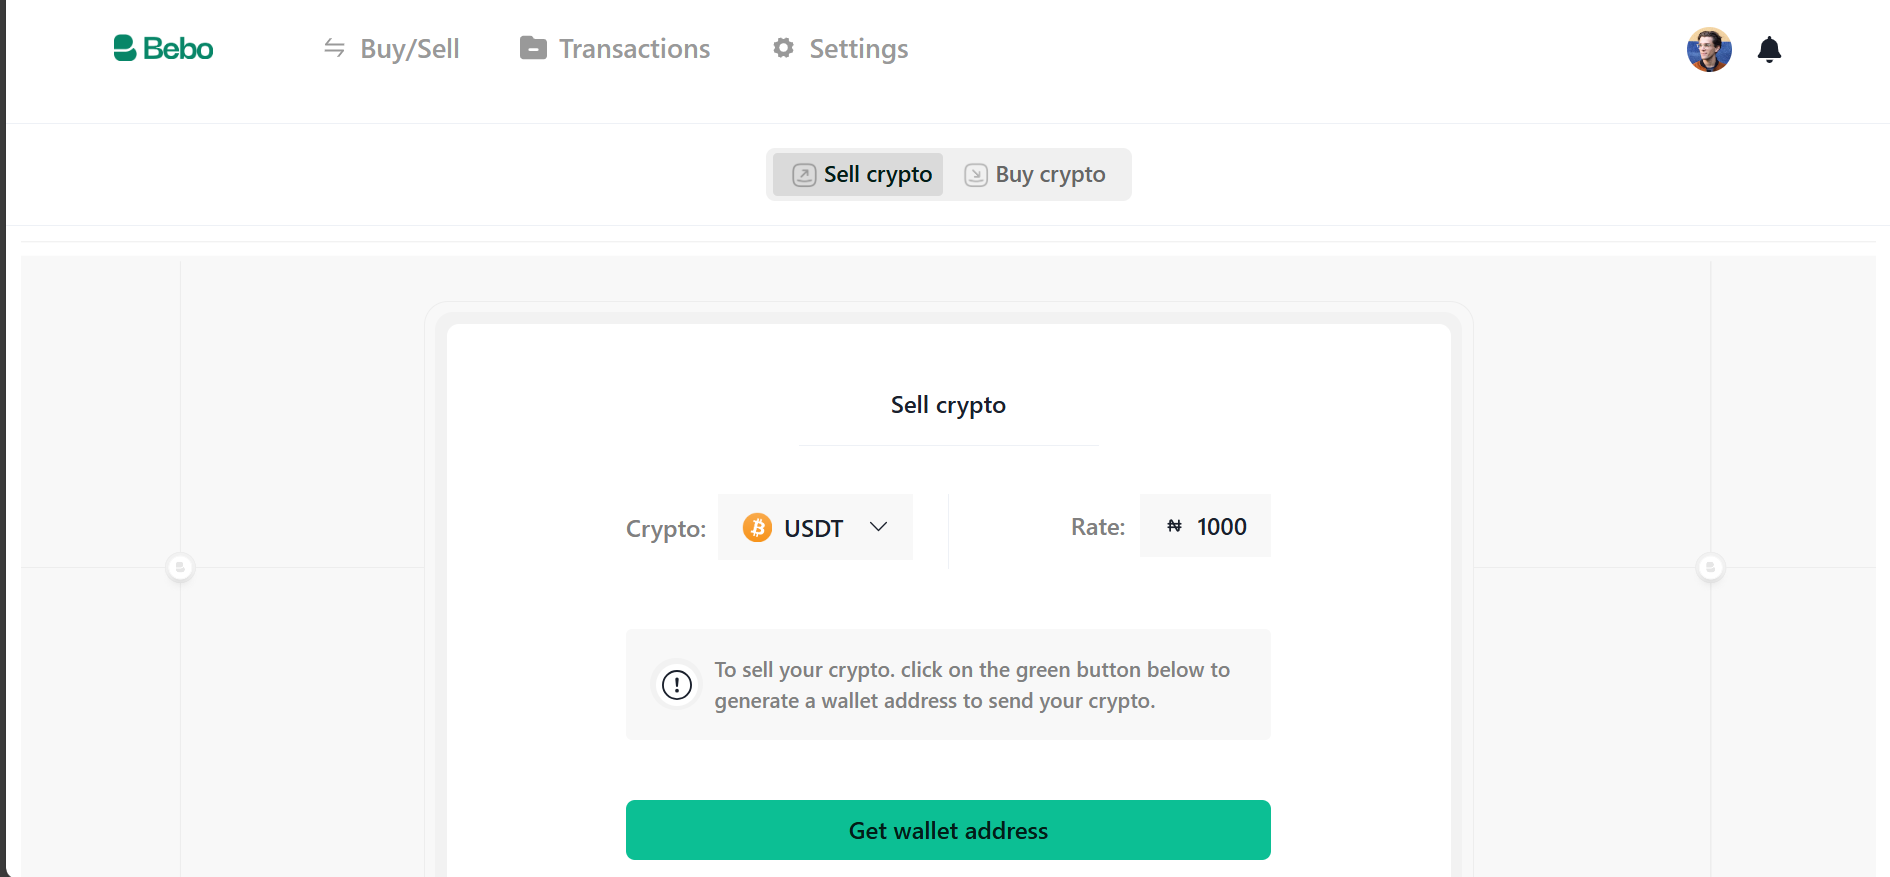 Bebo
Buy/Sell
Transactions
Settings
Sell crypto
Buy crypto
Sell crypto
Crypto:
USDT
Rate:
₦ 1000
To sell your crypto. click on the green button below to
generate a wallet address to send your crypto.
Get wallet address